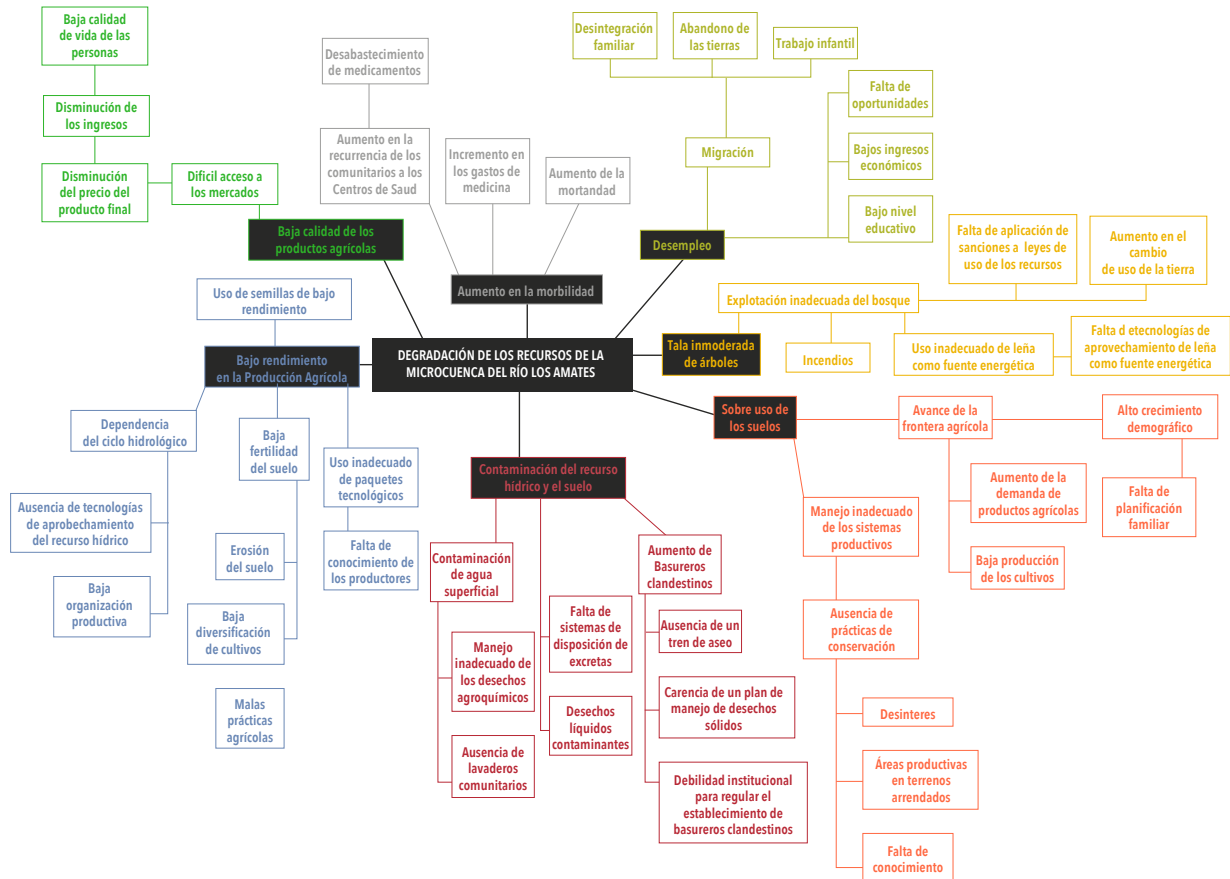 Baja calidad
de vida de las
personas
Disminución de
los ingresos
Disminución
del precio del
producto final
Dificil acceso a
los mercados
Baja calidad de los
productos agrícolas
Desabastecimiento
de medicamentos
Aumento en la
recurrencia de los
comunitarios a los
Centros de Saud
Incremento en
los gastos de
medicina
Aumento de la
mortandad
Aumento en la morbilidad
Desintegración
familiar
Abandono de
las tierras
Trabajo infantil
Migración
Falta de
oportunidades
Bajos ingresos
económicos
Bajo nivel
educativo
Desempleo
Falta de aplicación de
sanciones a leyes de
uso de los recursos
Aumento en el
cambio
de uso de la tierra
Explotación inadecuada del bosque
Tala inmoderada
de árboles
Incendios
Uso inadecuado de leña
como fuente energética
Falta d etecnologías de
aprovechamiento de leña
como fuente energética
DEGRADACIÓN DE LOS RECURSOS DE LA
MICROCUENCA DEL RÍO LOS AMATES
Uso de semillas de bajo
rendimiento
Bajo rendimiento
en la Producción Agrícola
Dependencia
del ciclo hidrológico
Baja
fertilidad
del suelo
Uso inadecuado
de paquetes
tecnológicos
Ausencia de tecnologías
de aprobechamiento
del recurso hídrico
Erosión
del suelo
Falta de
conocimiento de
los productores
Baja
organización
productiva
Baja
diversificación
de cultivos
Malas
prácticas
agrícolas
Contaminación del recurso
hídrico y el suelo
Contaminación
de agua
superficial
Manejo
inadecuado de
los desechos
agroquímicos
Ausencia de
lavaderos
comunitarios
Falta de
sistemas de
disposición de
excretas
Desechos
líquidos
contaminantes
Aumento de
Basureros
clandestinos
Ausencia de un
tren de aseo
Carencia de un plan de
manejo de desechos
sólidos
Debilidad institucional
para regular el
establecimiento de
basureros clandestinos
Sobre uso de
los suelos
Avance de la
frontera agrícola
Alto crecimiento
demográfico
Aumento de la
demanda de
productos agrícolas
Falta de
planificación
familiar
Baja producción
de los cultivos
Manejo inadecuado
de los sistemas
productivos
Ausencia de
prácticas de
conservación
Desinteres
Áreas productivas
en terrenos
arrendados
Falta de
conocimiento